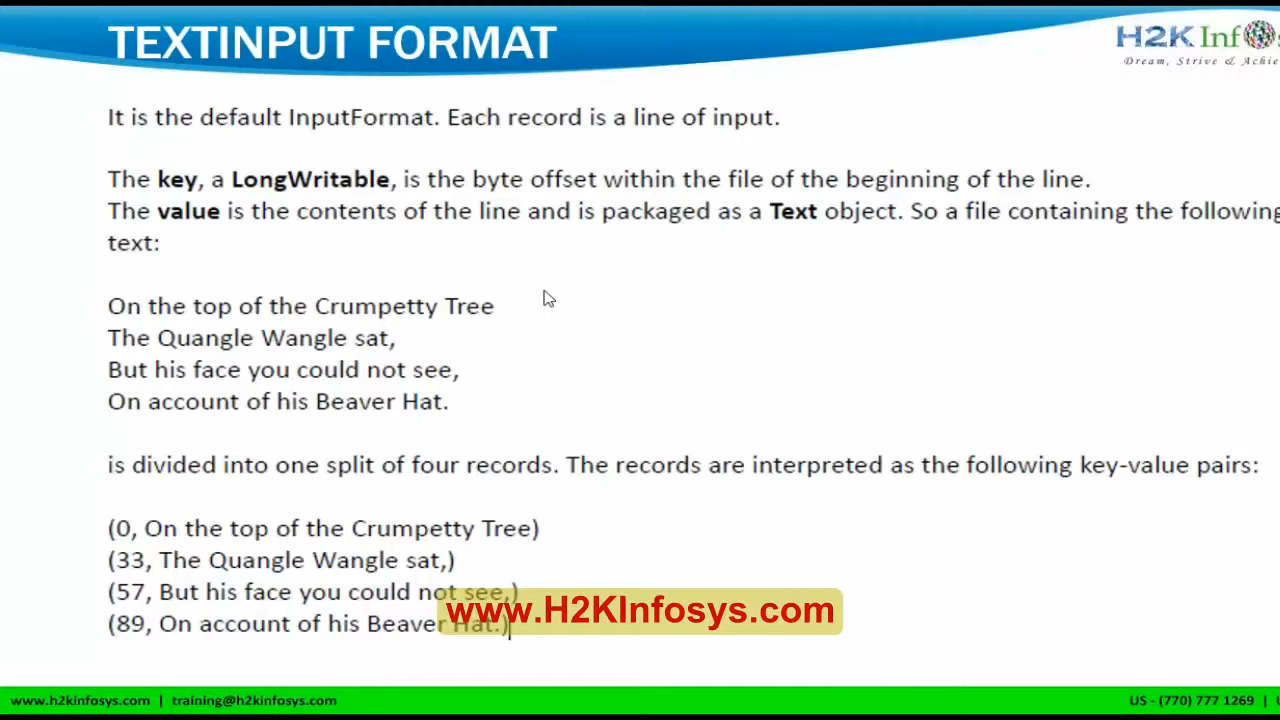 TEXTINPUT FORMAT
H2K Inf
Dream, Strive & Achie
It is the default InputFormat. Each record is a line of input.
The key, a LongWritable, is the byte offset within the file of the beginning of the line.
The value is the contents of the line and is packaged as a Text object. So a file containing the following
text:
On the top of the Crumpetty Tree
The Quangle Wangle sat,
But his face you could not see,
On account of his Beaver Hat.
is divided into one split of four records. The records are interpreted as the following key-value pairs:
(0, On the top of the Crumpetty Tree)
(33, The Quangle Wangle sat,)
(57, But his face you could not see,)
(89, On account of his Beaver Hat.)
www.H2KInfosys.com
www.h2kinfosys.com | training@h2kinfosys.com
US - (770) 777 1269 |